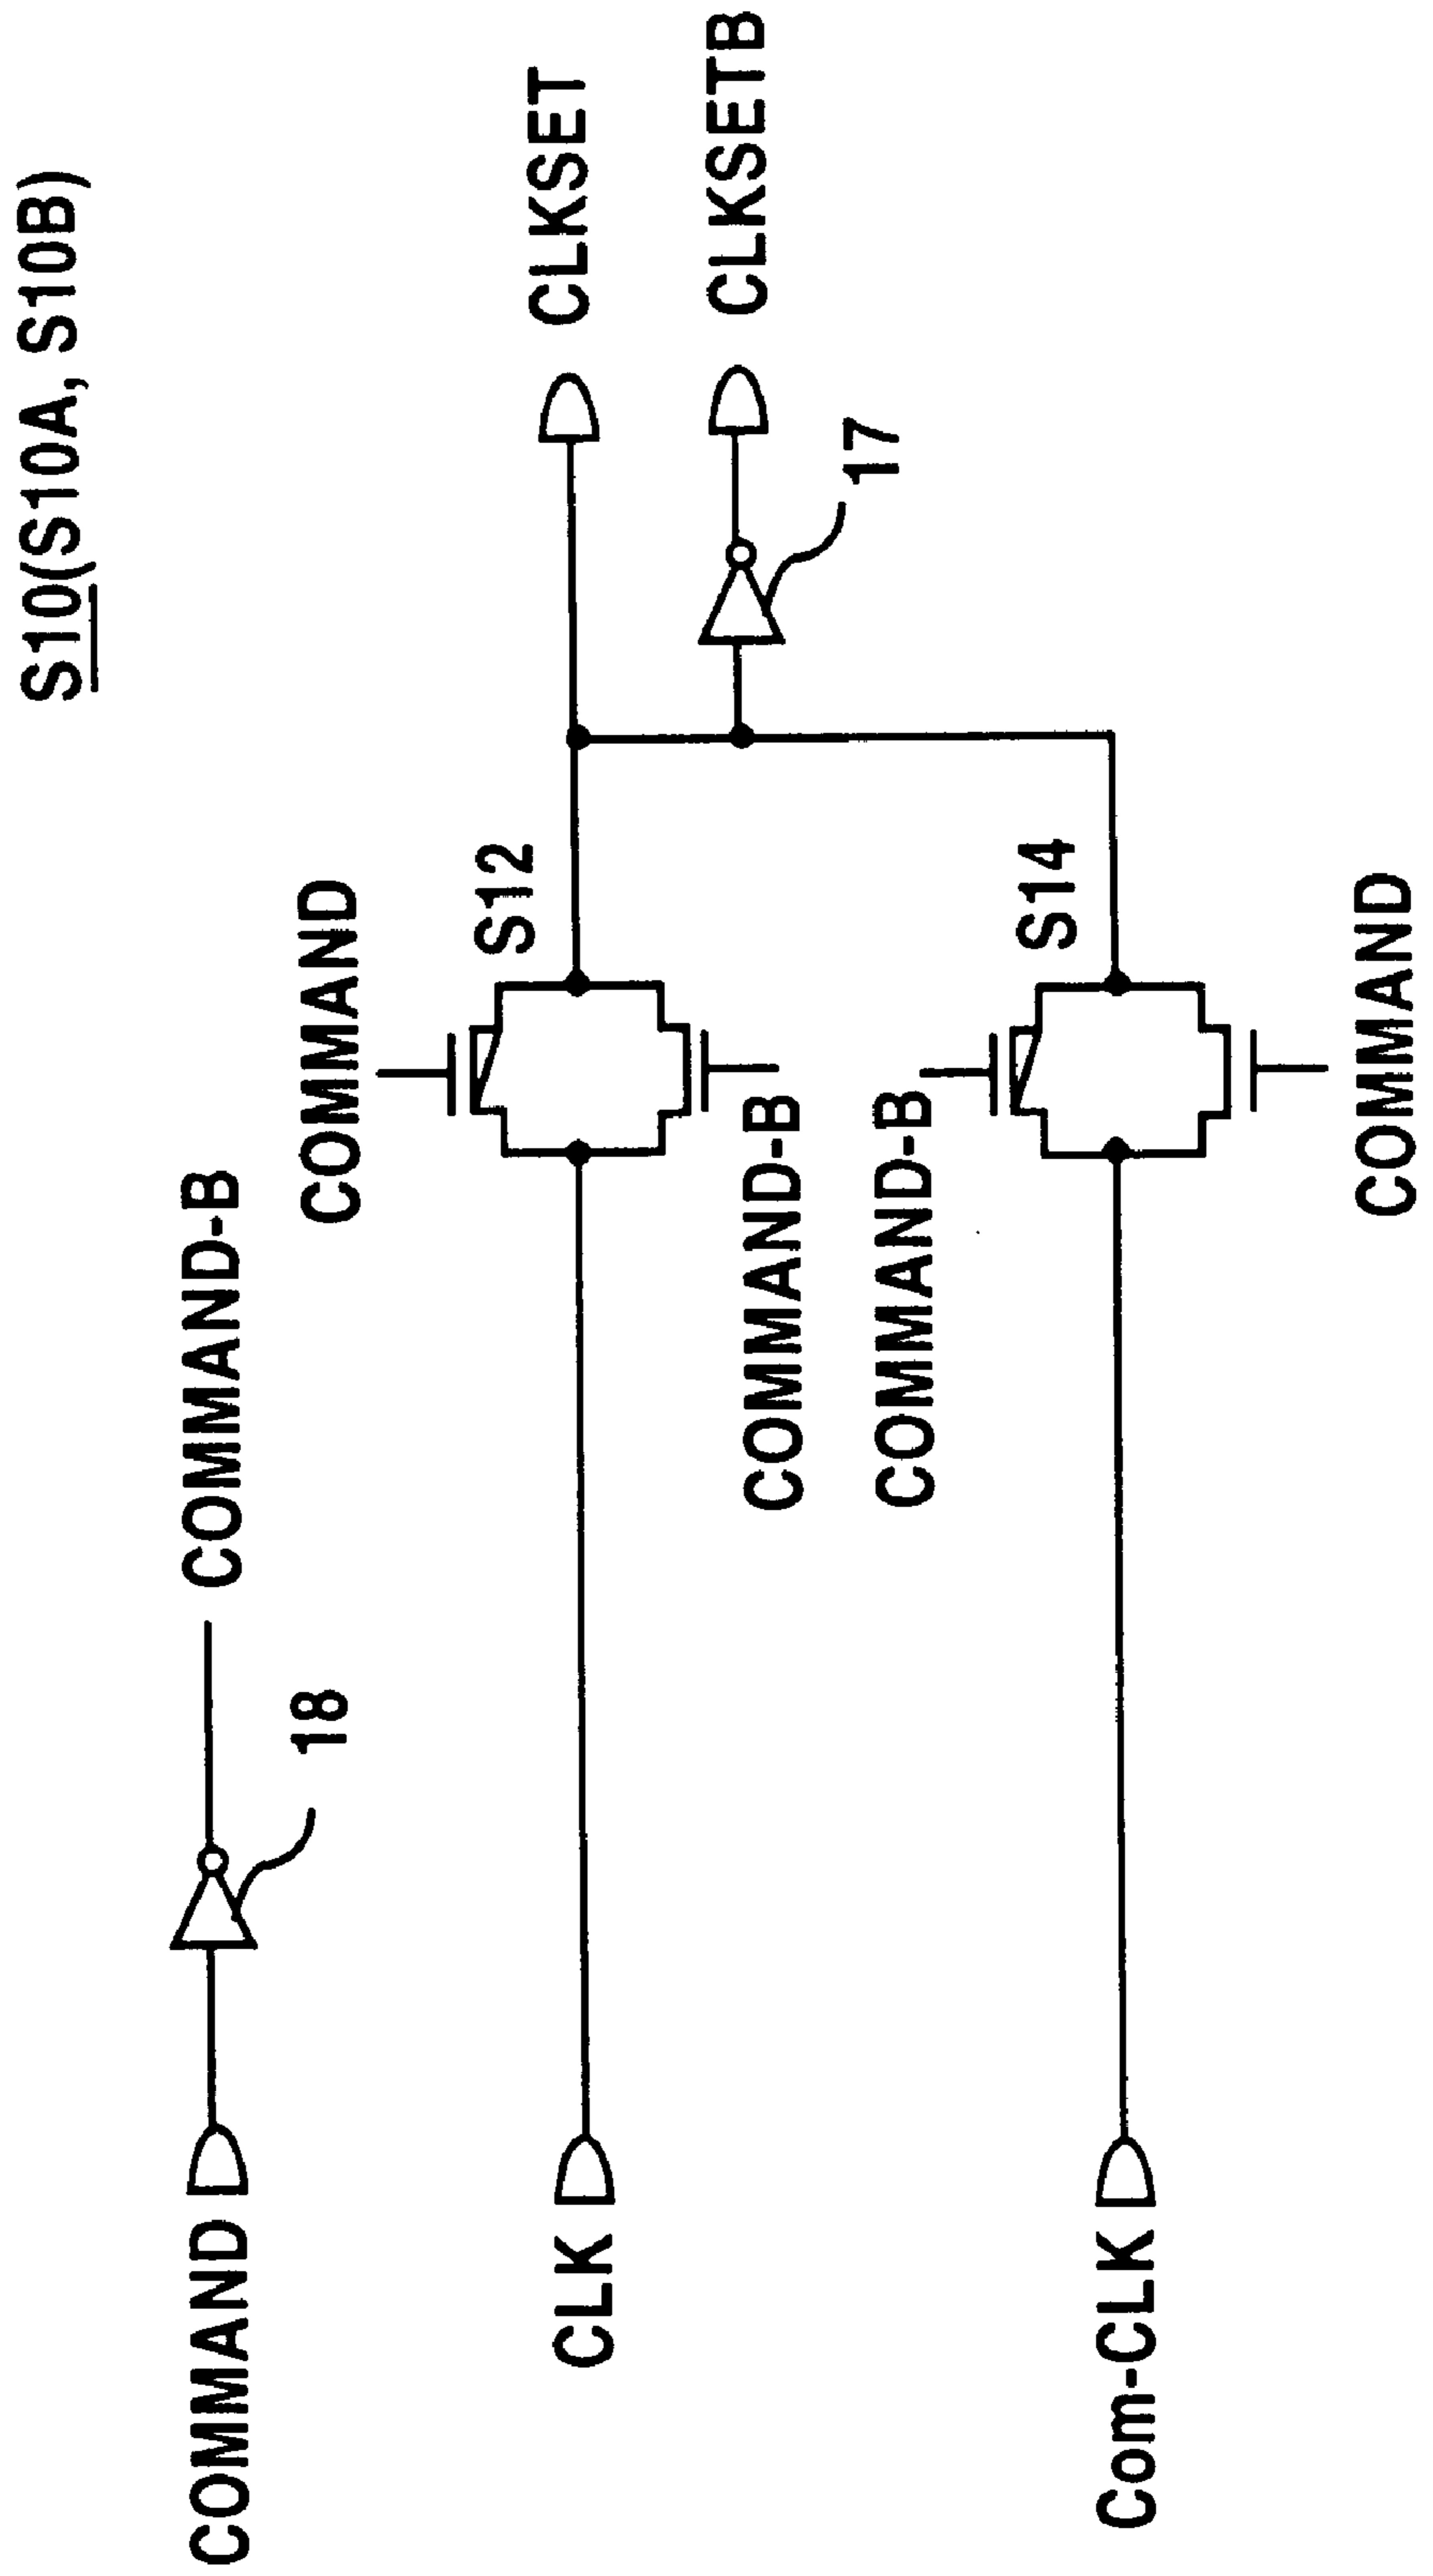 S10(S10A, S10B)
COMMAND
18
COMMAND-B
COMMAND
CLK
S12
CLKSET
COMMAND-B
17
CLKSETB
COMMAND-B
Com-CLK
S14
COMMAND